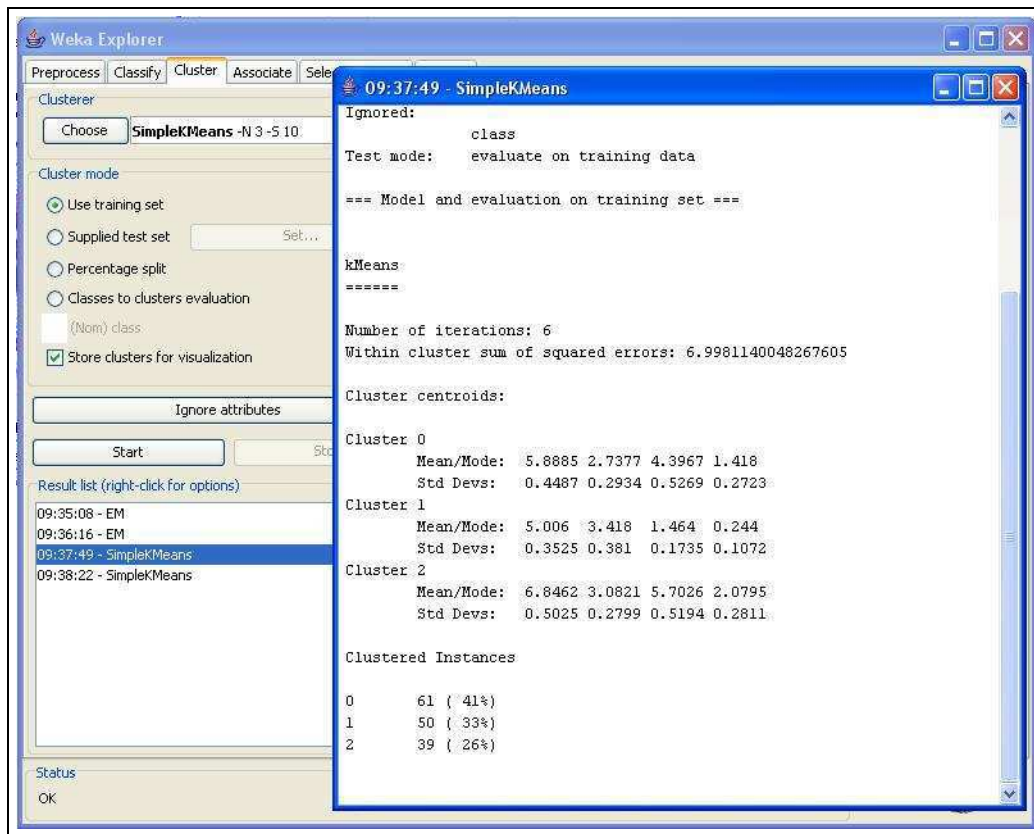 Weka Explorer
Preprocess Classify Cluster Associate
Clusterer
Choose SimpleKMeans -N 3 -S 10
Cluster mode
Use training set
Supplied test set Set...
Percentage split
Classes to clusters evaluation
(Nom) class
Store clusters for visualization
Ignore attributes
Start
Result list (right-click for options)
09:35:08 - EM
09:36:16 - EM
09:37:49 - SimpleKMeans
09:38:22 - SimpleKMeans
Status
OK
09:37:49 - SimpleKMeans
Ignored:
class
Test mode: evaluate on training data
=== Model and evaluation on training set ===
kMeans
======
Number of iterations: 6
Within cluster sum of squared errors: 6.9981140048267605
Cluster centroids:
Cluster 0
Mean/Mode: 5.8885 2.7377 4.3967 1.418
Std Devs: 0.4487 0.2934 0.5269 0.2723
Cluster 1
Mean/Mode: 5.006 3.418 1.464 0.244
Std Devs: 0.3525 0.381 0.1735 0.1072
Cluster 2
Mean/Mode: 6.8462 3.0821 5.7026 2.0795
Std Devs: 0.5025 0.2799 0.5194 0.2811
Clustered Instances
0 61 ( 41%)
1 50 ( 33%)
2 39 ( 26%)